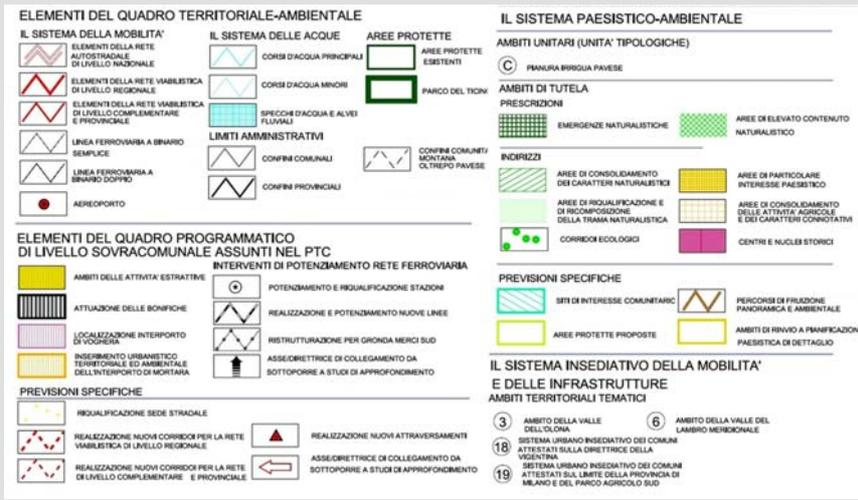 ELEMENTI DEL QUADRO TERRITORIALE-AMBIENTALE
IL SISTEMA DELLA MOBILITA'
ELEMENTI DELLA RETE
AUTOSTRADALE
DI LIVELLO NAZIONALE
ELEMENTI DELLA RETE VIABILISTICA
DI LIVELLO REGIONALE
ELEMENTI DELLA RETE VIABILISTICA
DI LIVELLO COMPLEMENTARE
E PROVINCIALE
LINEA FERROVIARIA A BINARIO
SEMPLICE
LINEA FERROVIARIA A
BINARIO DOPPIO
AEREOPORTO
IL SISTEMA DELLE ACQUE
CORSI D'ACQUA PRINCIPALI
CORSI D'ACQUA MINORI
SPECCHI D'ACQUA E ALVEI
FLUVIALI
LIMITI AMMINISTRATIVI
CONFINI COMUNALI
CONFINI PROVINCIALI
AREE PROTETTE
AREE PROTETTE
ESISTENTI
PARCO DEL TICINO
CONFINI COMUNITA'
MONTANA
OLTREPO PAVESE
ELEMENTI DEL QUADRO PROGRAMMATICO
DI LIVELLO SOVRACOMUNALE ASSUNTI NEL PTC
AMBITI DELLE ATTIVITA' ESTRATTIVE
ATTUAZIONE DELLE BONIFICHE
LOCALIZZAZIONE INTERPORTO
DI VOGHERA
INSERIMENTO URBANISTICO
TERRITORIALE ED AMBIENTALE
DELL'INTERPORTO DI MORTARA
INTERVENTI DI POTENZIAMENTO RETE FERROVIARIA
POTENZIAMENTO E RIQUALIFICAZIONE STAZIONI
REALIZZAZIONE E POTENZIAMENTO NUOVE LINEE
RISTRUTTURAZIONE PER GRONDA MERCI SUD
ASSE/DIRETTRICE DI COLLEGAMENTO DA
SOTTOPORRE A STUDI DI APPROFONDIMENTO
PREVISIONI SPECIFICHE
RIQUALIFICAZIONE SEDE STRADALE
REALIZZAZIONE NUOVI CORRIDOI PER LA RETE
VIABILISTICA DI LIVELLO REGIONALE
REALIZZAZIONE NUOVI CORRIDOI PER LA RETE
DI LIVELLO COMPLEMENTARE E PROVINCIALE
REALIZZAZIONE NUOVI ATTRAVERSAMENTI
ASSE/DIRETTRICE DI COLLEGAMENTO DA
SOTTOPORRE A STUDI DI APPROFONDIMENTO
IL SISTEMA PAESISTICO-AMBIENTALE
AMBITI UNITARI (UNITA' TIPOLOGICHE)
C PIANURA IRRIGUA PAVESE
AMBITI DI TUTELA
PRESCRIZIONI
EMERGENZE NATURALISTICHE
AREE DI ELEVATO CONTENUTO
NATURALISTICO
INDIRIZZI
AREE DI CONSOLIDAMENTO
DEI CARATTERI NATURALISTICI
AREE DI RIQUALIFICAZIONE E
DI RICOMPOSIZIONE
DELLA TRAMA NATURALISTICA
CORRIDOI ECOLOGICI
AREE DI PARTICOLARE
INTERESSE PAESISTICO
AREE DI CONSOLIDAMENTO
DELLE ATTIVITA' AGRICOLE
E DEI CARATTERI CONNOTATIVI
CENTRI E NUCLEI STORICI
PREVISIONI SPECIFICHE
SITI DI INTERESSE COMUNITARIC
AREE PROTETTE PROPOSTE
PERCORSI DI FRUIZIONE
PANORAMICA E AMBIENTALE
AMBITI DI RINVIO A PIANIFICAZION
PAESISTICA DI DETTAGLIO
IL SISTEMA INSEDIATIVO DELLA MOBILITA'
E DELLE INFRASTRUTTURE
AMBITI TERRITORIALI TEMATICI
3 AMBITO DELLA VALLE
DELL'OLONA
6 AMBITO DELLA VALLE DEL
LAMBRO MERIDIONALE
18 SISTEMA URBANO INSEDIATIVO DEI COMUNI
ATTESTATI SULLA DIRETTRICE DELLA
VIGENTINA
19 SISTEMA URBANO INSEDIATIVO DEI COMUNI
ATTESTATI SUL LIMITE DELLA PROVINCIA DI
MILANO E DEL PARCO AGRICOLO SUD